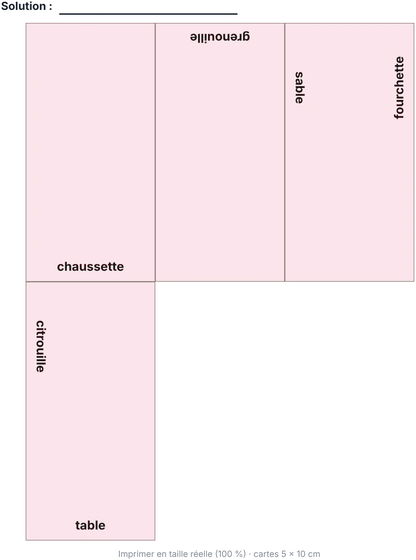 Solution :
grenouille
sable
fourchette
chaussette
citrouille
table
Imprimer en taille réelle (100 %) · cartes 5 × 10 cm